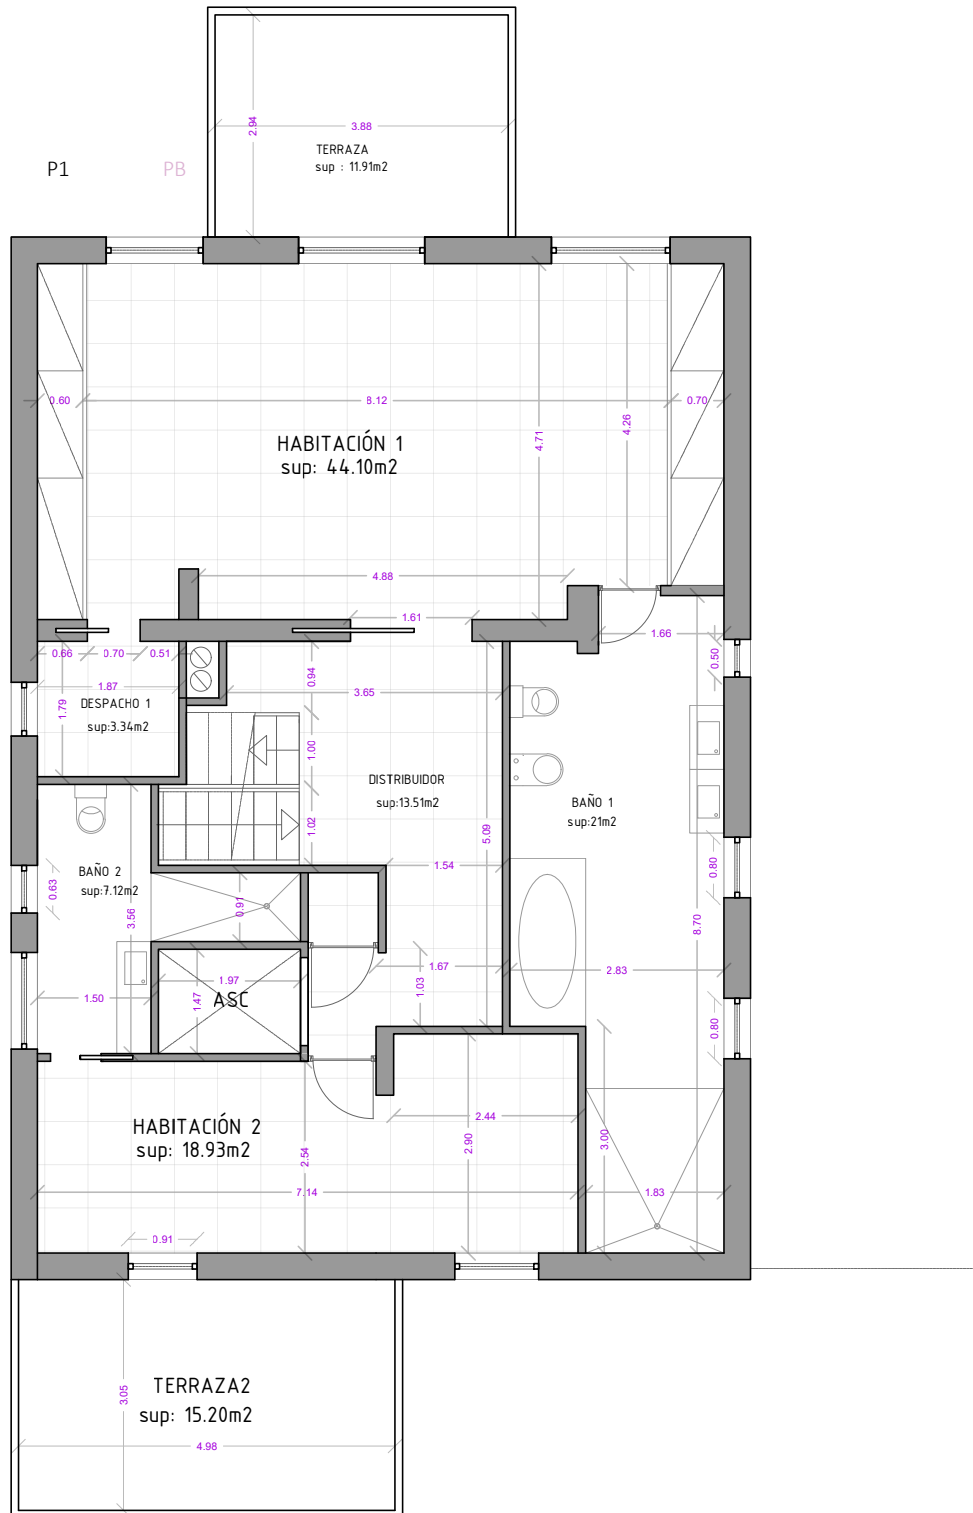 2.94
3.88
TERRAZA
sup : 11.91m2
P1
PB
0.60
8.12
0.70
4.26
4.71
HABITACIÓN 1
sup: 44.10m2
4.88
1.61
1.66
0.50
0.66
0.70
0.51
0.94
1.87
3.65
1.79
DESPACHO 1
sup:3.34m2
1.00
DISTRIBUIDOR
sup:13.51m2
BAÑO 1
sup:21m2
1.02
5.09
1.54
0.80
BAÑO 2
sup:7.12m2
0.63
0.91
3.56
8.70
1.67
2.83
1.03
1.97
1.47
ASC
1.50
0.80
HABITACIÓN 2
sup: 18.93m2
2.44
2.54
2.90
3.00
7.14
1.83
0.91
3.05
TERRAZA2
sup: 15.20m2
4.98